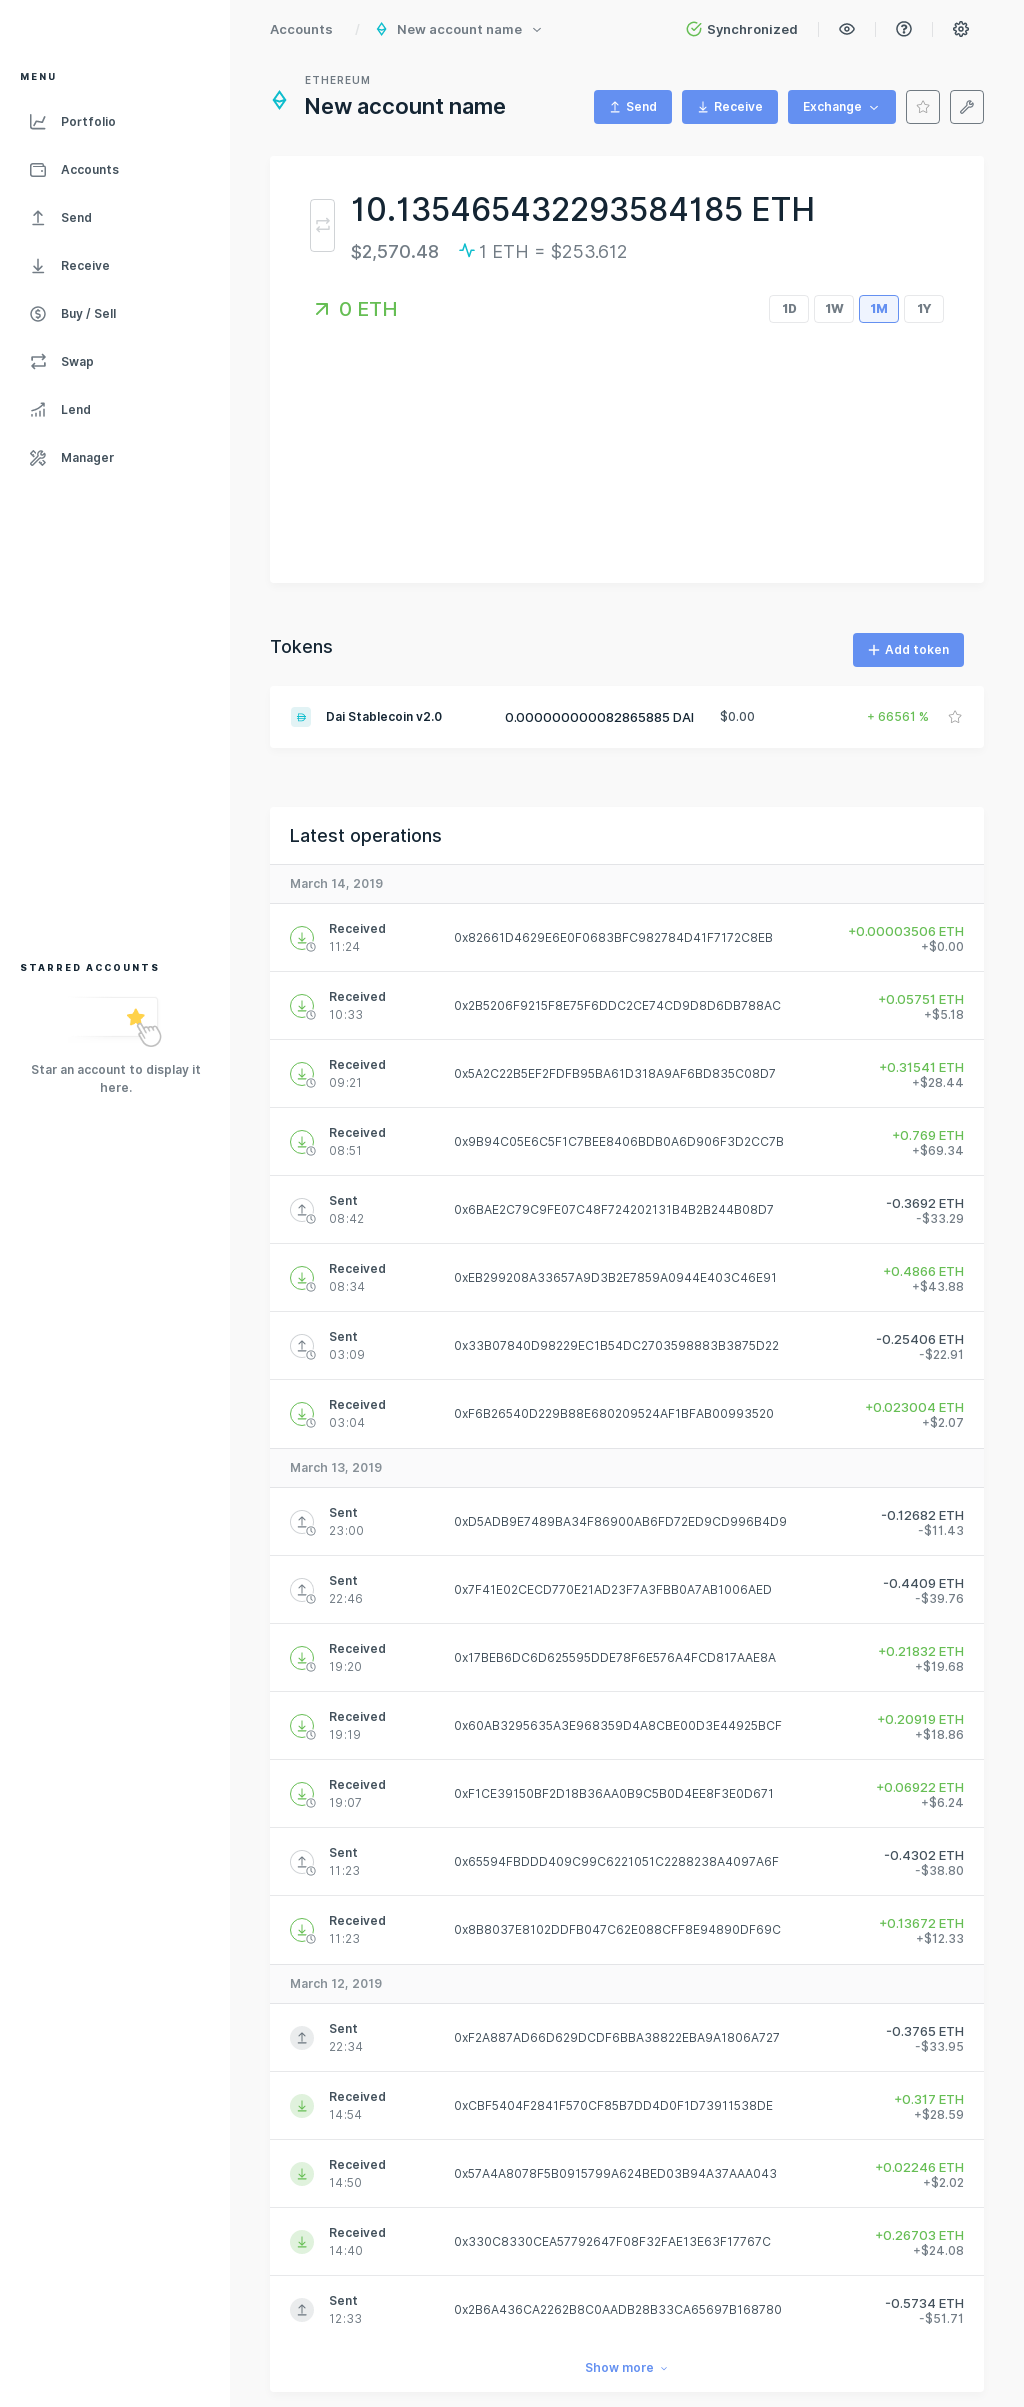 Accounts / New account name
Synchronized
MENU
Portfolio
Accounts
Send
Receive
Buy / Sell
Swap
Lend
Manager
STARRED ACCOUNTS
Star an account to display it
here.
ETHEREUM
New account name
Send
Receive
Exchange
10.135465432293584185 ETH
$2,570.48 1 ETH = $253.612
0 ETH
1D 1W 1M 1Y
Tokens
Add token
Dai Stablecoin v2.0 0.000000000082865885 DAI $0.00 + 66561 %
Latest operations
March 14, 2019
Received 0x82661D4629E6E0F0683BFC982784D41F7172C8EB +0.00003506 ETH
11:24 +$0.00
Received 0x2B5206F9215F8E75F6DDC2CE74CD9D8D6DB788AC +0.05751 ETH
10:33 +$5.18
Received 0x5A2C22B5EF2FDFB95BA61D318A9AF6BD835C08D7 +0.31541 ETH
09:21 +$28.44
Received 0x9B94C05E6C5F1C7BEE8406BDB0A6D906F3D2CC7B +0.769 ETH
08:51 +$69.34
Sent 0x6BAE2C79C9FE07C48F724202131B4B2B244B08D7 -0.3692 ETH
08:42 -$33.29
Received 0xEB299208A33657A9D3B2E7859A0944E403C46E91 +0.4866 ETH
08:34 +$43.88
Sent 0x33B07840D98229EC1B54DC2703598883B3875D22 -0.25406 ETH
03:09 -$22.91
Received 0xF6B26540D229B88E680209524AF1BFAB00993520 +0.023004 ETH
03:04 +$2.07
March 13, 2019
Sent 0xD5ADB9E7489BA34F86900AB6FD72ED9CD996B4D9 -0.12682 ETH
23:00 -$11.43
Sent 0x7F41E02CECD770E21AD23F7A3FBB0A7AB1006AED -0.4409 ETH
22:46 -$39.76
Received 0x17BEB6DC6D625595DDE78F6E576A4FCD817AAE8A +0.21832 ETH
19:20 +$19.68
Received 0x60AB3295635A3E968359D4A8CBE00D3E44925BCF +0.20919 ETH
19:19 +$18.86
Received 0xF1CE39150BF2D18B36AA0B9C5B0D4EE8F3E0D671 +0.06922 ETH
19:07 +$6.24
Sent 0x65594FBDDD409C99C6221051C2288238A4097A6F -0.4302 ETH
11:23 -$38.80
Received 0x8B8037E8102DDFB047C62E088CFF8E94890DF69C +0.13672 ETH
11:23 +$12.33
March 12, 2019
Sent 0xF2A887AD66D629DCDF6BBA38822EBA9A1806A727 -0.3765 ETH
22:34 -$33.95
Received 0xCBF5404F2841F570CF85B7DD4D0F1D73911538DE +0.317 ETH
14:54 +$28.59
Received 0x57A4A8078F5B0915799A624BED03B94A37AAA043 +0.02246 ETH
14:50 +$2.02
Received 0x330C8330CEA57792647F08F32FAE13E63F17767C +0.26703 ETH
14:40 +$24.08
Sent 0x2B6A436CA2262B8C0AADB28B33CA65697B168780 -0.5734 ETH
12:33 -$51.71
Show more